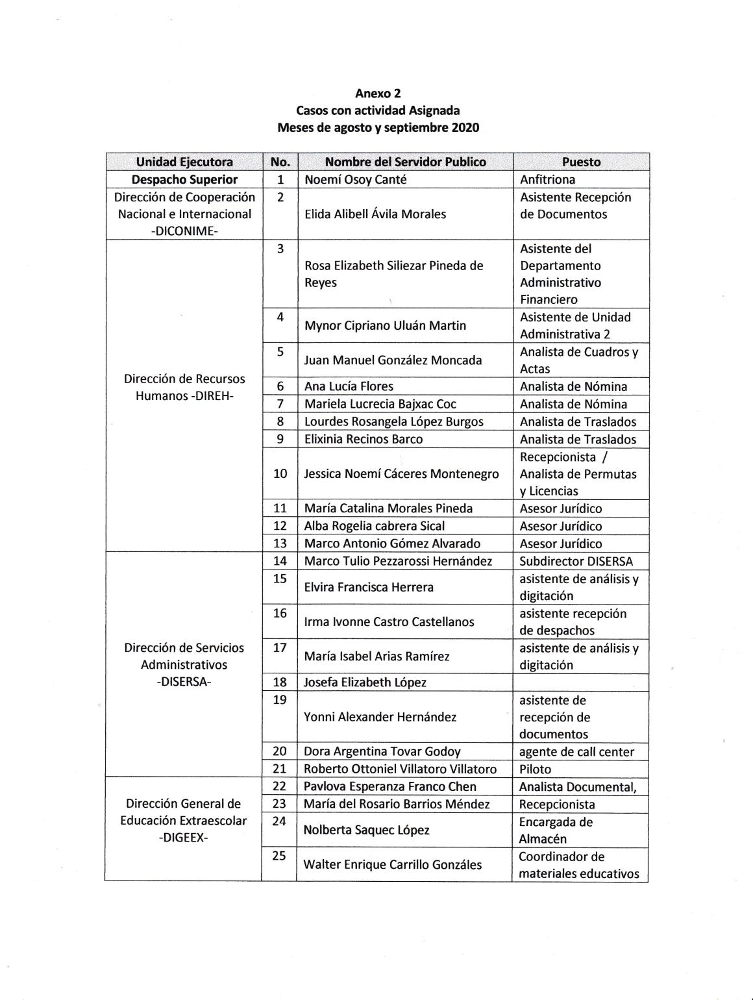 Anexo 2
Casos con actividad Asignada
Meses de agosto y septiembre 2020
Unidad Ejecutora No. Nombre del Servidor Publico Puesto
Despacho Superior 1 Noemí Osoy Canté Anfitriona
Dirección de Cooperación
Nacional e Internacional
-DICONIME-
2
Elida Alibell Ávila Morales
Asistente Recepción
de Documentos
Dirección de Recursos
Humanos -DIREH-
3
Rosa Elizabeth Siliezar Pineda de
Reyes
Asistente del
Departamento
Administrativo
Financiero
4
Mynor Cipriano Uluán Martin
Asistente de Unidad
Administrativa 2
5
Juan Manuel González Moncada
Analista de Cuadros y
Actas
6 Ana Lucía Flores Analista de Nómina
7 Mariela Lucrecia Bajxac Coc Analista de Nómina
8 Lourdes Rosangela López Burgos Analista de Traslados
9 Elixinia Recinos Barco Analista de Traslados
10 Jessica Noemí Cáceres Montenegro
Recepcionista /
Analista de Permutas
y Licencias
11 María Catalina Morales Pineda Asesor Jurídico
12 Alba Rogelia cabrera Sical Asesor Jurídico
13 Marco Antonio Gómez Alvarado Asesor Jurídico
Dirección de Servicios
Administrativos
-DISERSA-
14 Marco Tulio Pezzarossi Hernández Subdirector DISERSA
15
Elvira Francisca Herrera
asistente de análisis y
digitación
16
Irma Ivonne Castro Castellanos
asistente recepción
de despachos
17
María Isabel Arias Ramírez
asistente de análisis y
digitación
18 Josefa Elizabeth López
19
Yonni Alexander Hernández
asistente de
recepción de
documentos
20 Dora Argentina Tovar Godoy agente de call center
21 Roberto Ottoniel Villatoro Villatoro Piloto
Dirección General de
Educación Extraescolar
-DIGEEX-
22 Pavlova Esperanza Franco Chen Analista Documental,
23 María del Rosario Barrios Méndez Recepcionista
24
Nolberta Saquec López
Encargada de
Almacén
25
Walter Enrique Carrillo Gonzáles
Coordinador de
materiales educativos